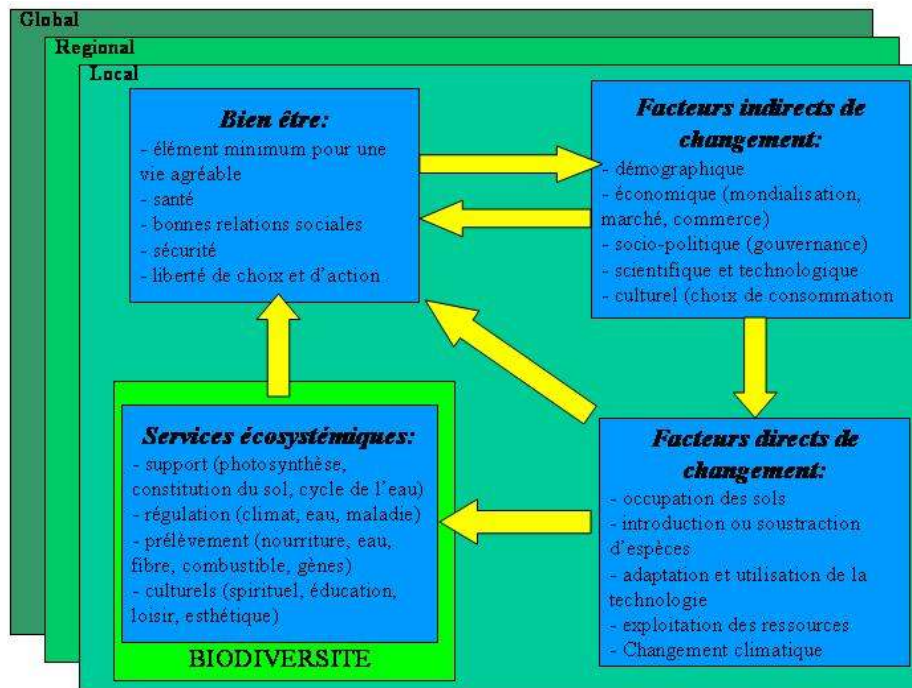 Global
Regional
Local
Bien être:
- élément minimum pour une
vie agréable
- santé
- bonnes relations sociales
- sécurité
- liberté de choix et d'action
Facteurs indirects de
changement:
- démographique
- économique (mondialisation,
marché, commerce)
- socio-politique (gouvernance)
- scientifique et technologique
- culturel (choix de consommation
Services écosystémiques:
- support (photosynthèse,
constitution du sol, cycle de l'eau)
- régulation (climat, eau, maladie)
- prélèvement (nourriture, eau,
fibre, combustible, gènes)
- culturels (spirituel, éducation,
loisir, esthétique)
BIODIVERSITE
Facteurs directs de
changement:
- occupation des sols
- introduction ou soustraction
d'espèces
- adaptation et utilisation de la
technologie
- exploitation des ressources
- Changement climatique